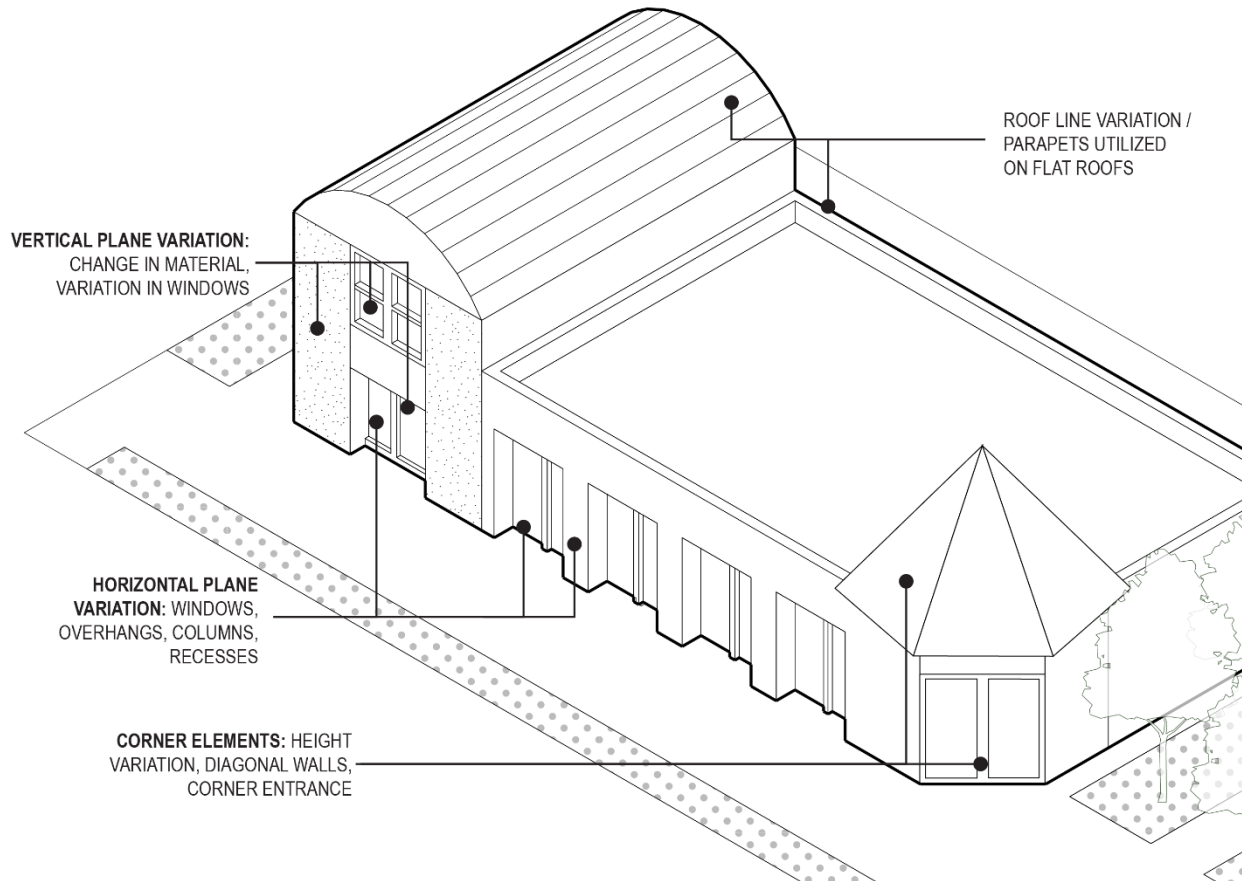 ROOF LINE VARIATION /
PARAPETS UTILIZED
ON FLAT ROOFS
VERTICAL PLANE VARIATION:
CHANGE IN MATERIAL,
VARIATION IN WINDOWS
HORIZONTAL PLANE
VARIATION: WINDOWS,
OVERHANGS, COLUMNS,
RECESSES
CORNER ELEMENTS: HEIGHT
VARIATION, DIAGONAL WALLS,
CORNER ENTRANCE